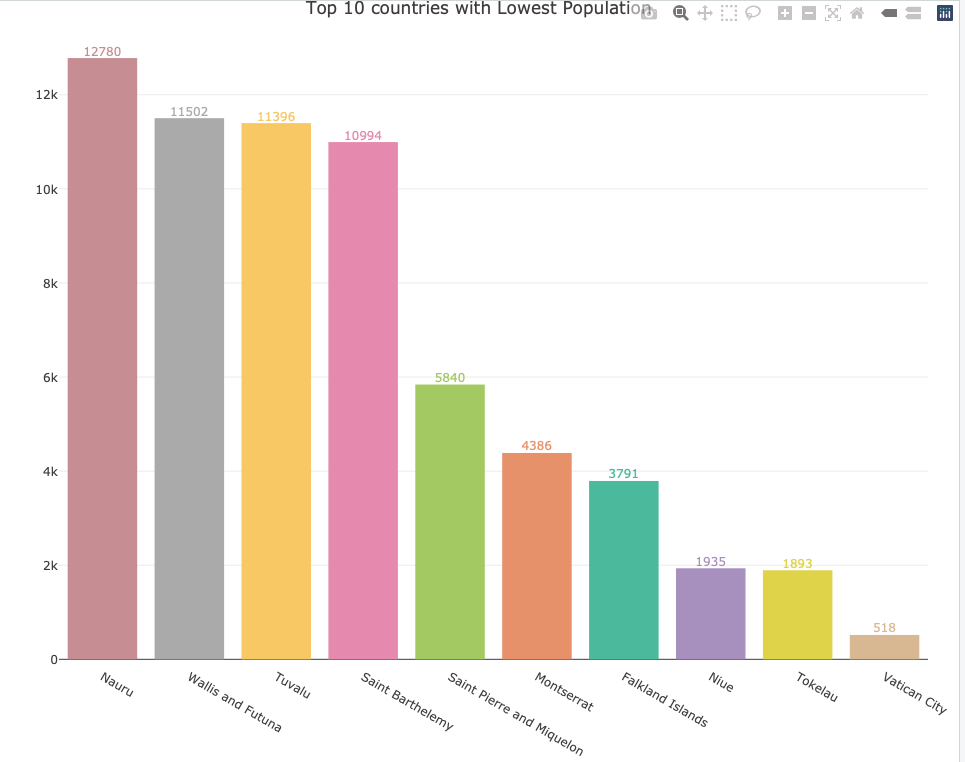 Top 10 countries with Lowest Population
12780
11502
11396
10994
5840
4386
3791
1935
1893
518
12k
10k
8k
6k
4k
2k
0
Nauru
Wallis and Futuna
Tuvalu
Saint Barthelemy
Saint Pierre and Miquelon
Montserrat
Falkland Islands
Niue
Tokelau
Vatican City